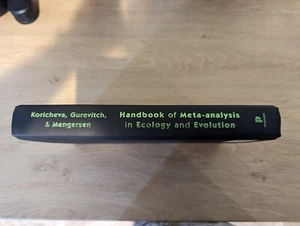 Koricheva, Gurevitch,
& Mengersen
Handbook of Meta-analysis
in Ecology and Evolution
P